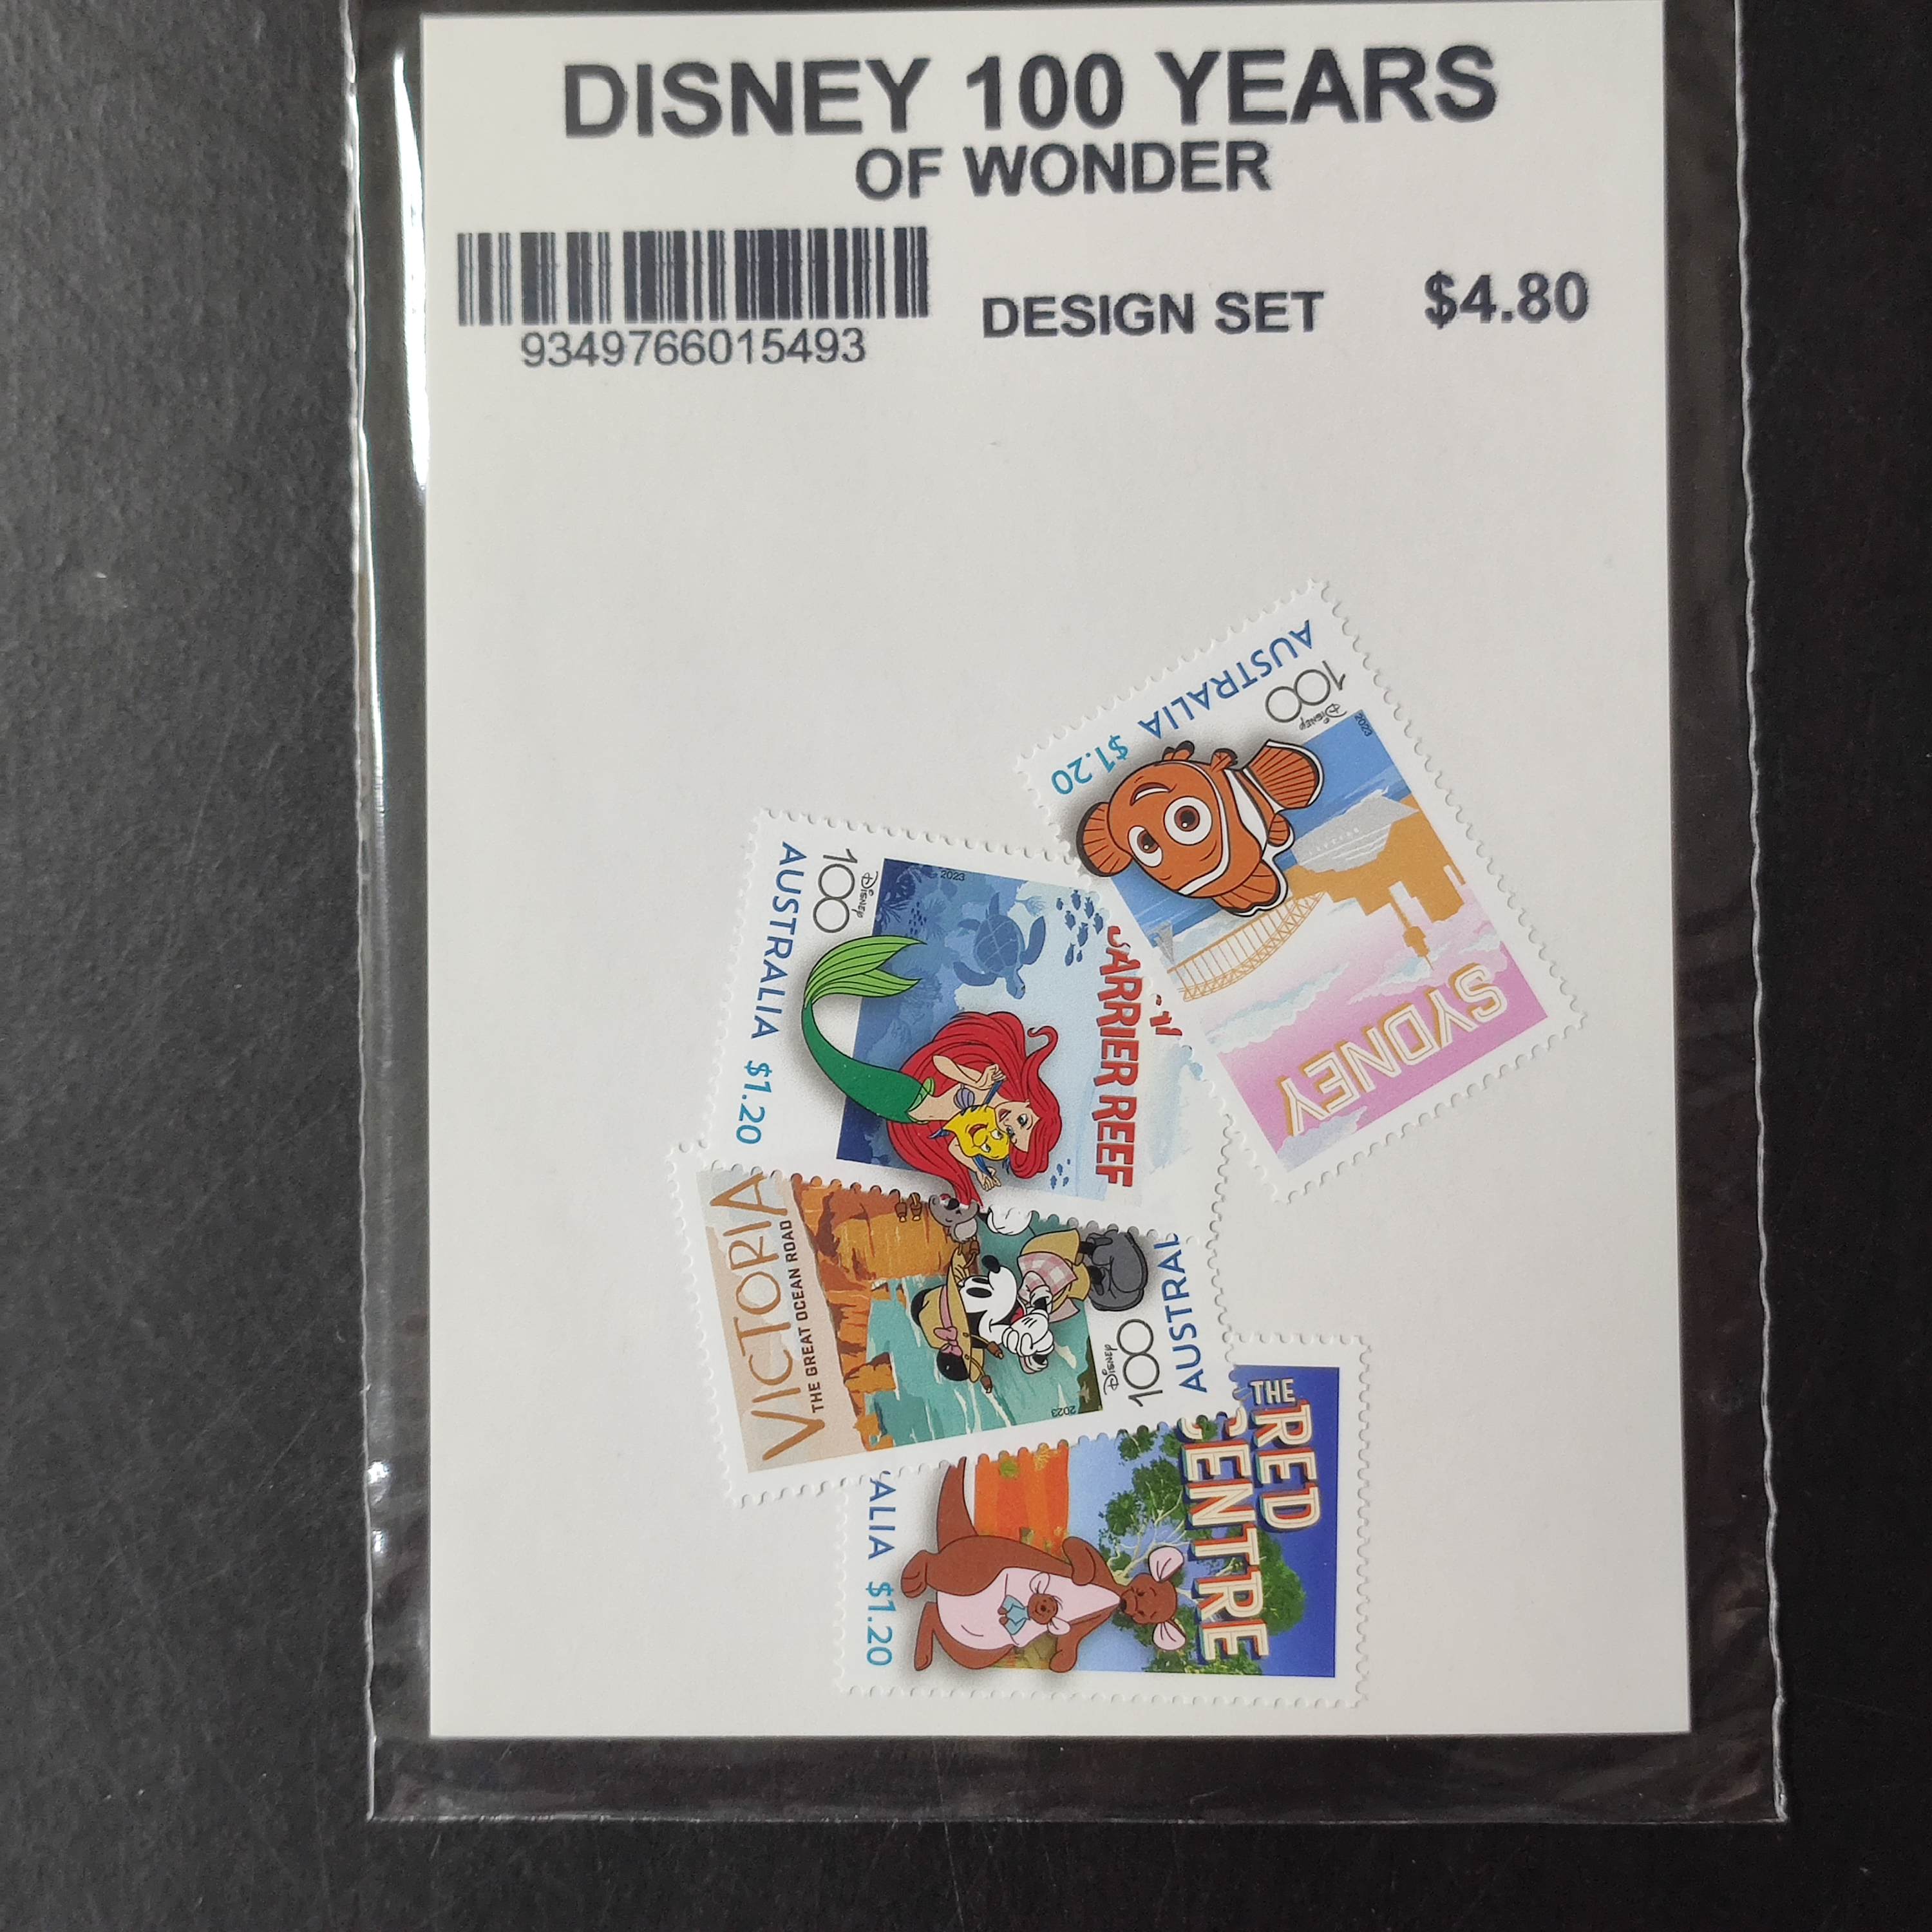 DISNEY 100 YEARS
OF WONDER
9349766015493
DESIGN SET
$4.80
AUSTRALIA $1.20
Disney
100
2023
SYDNEY
AUSTRALIA $1.20
Disney
100
2023
BARRIER REEF
VICTORIA
THE GREAT OCEAN ROAD
2023
Disney
100
AUSTRAL
ALIA $1.20
THE
RED
CENTRE